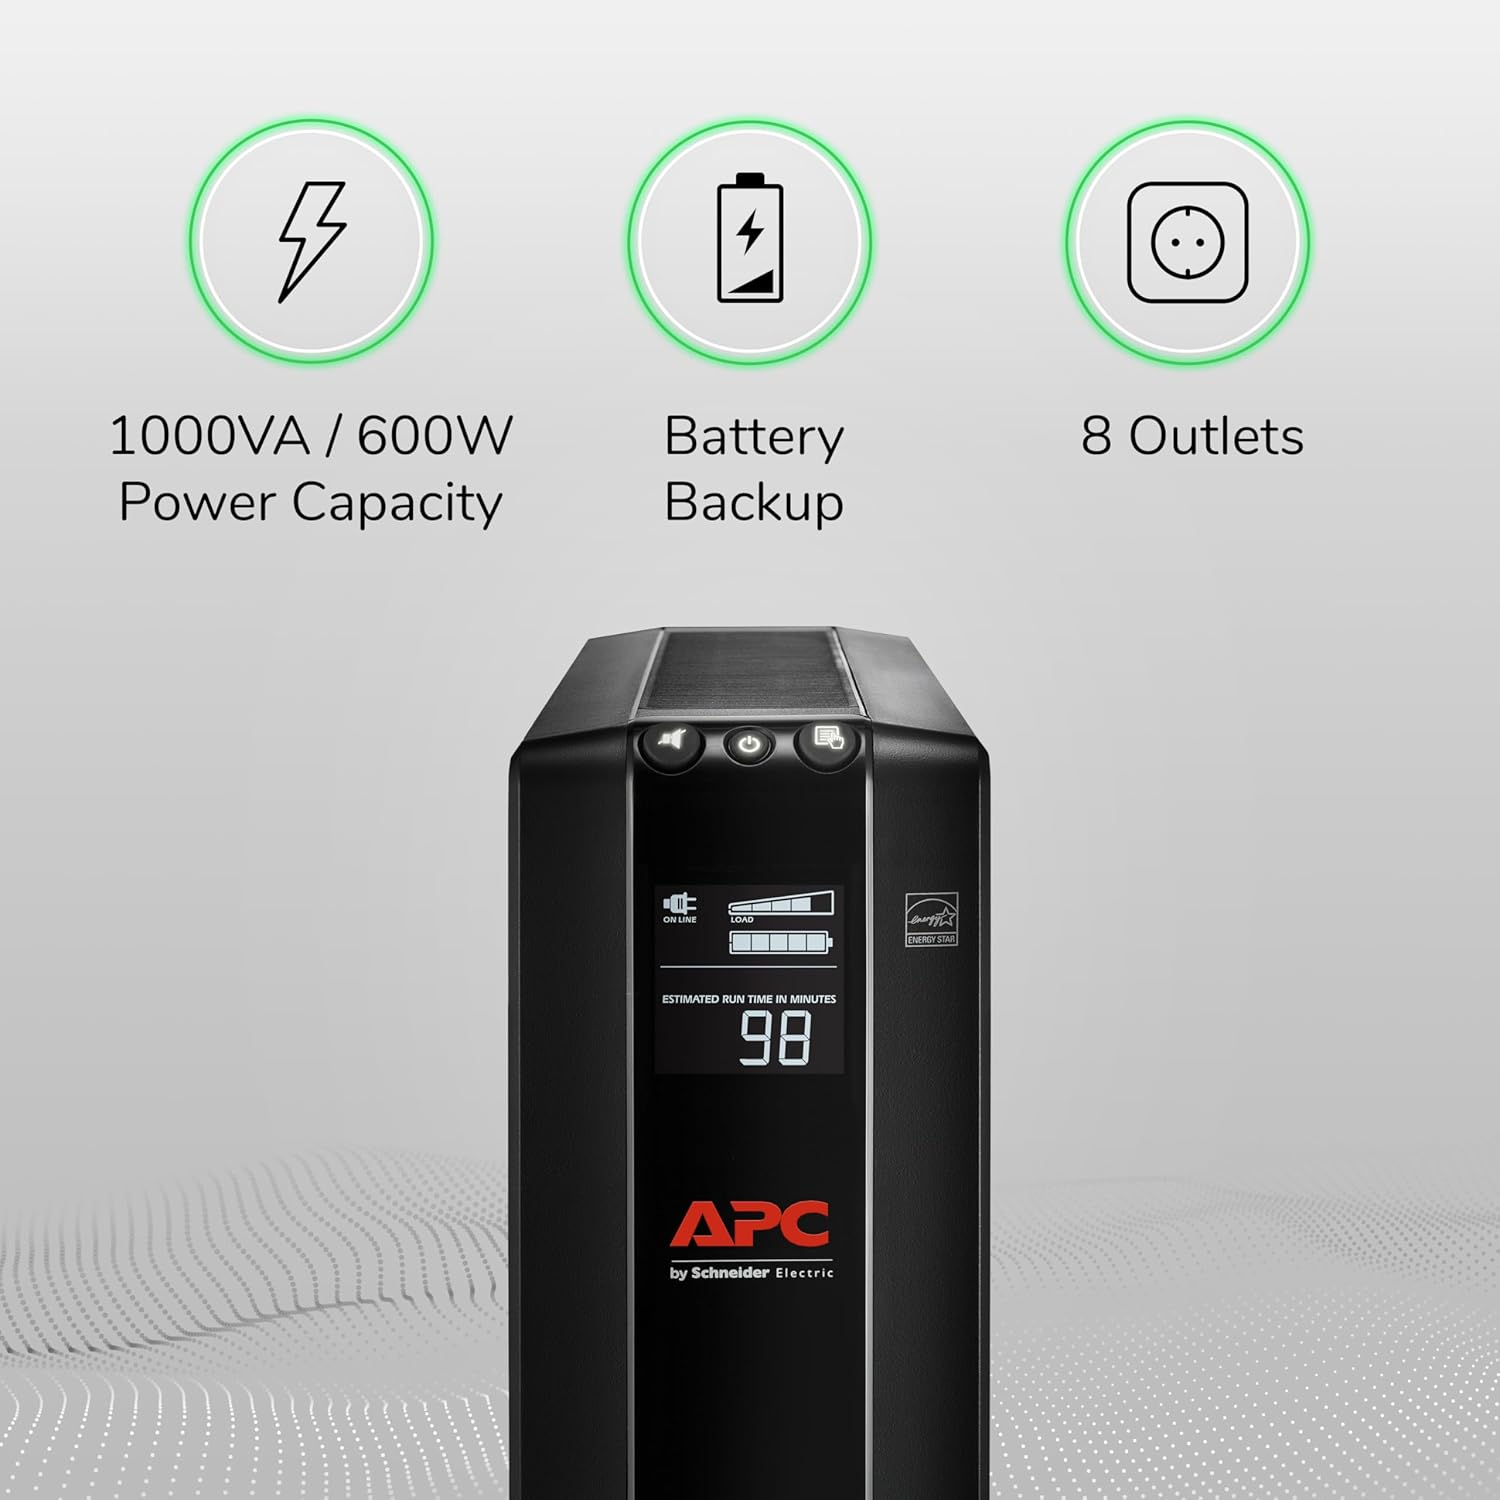 1000VA / 600W
Power Capacity
Battery
Backup
8 Outlets
ON LINE
LOAD
ESTIMATED RUN TIME IN MINUTES
98
energy
ENERGY STAR
APC
by Schneider Electric